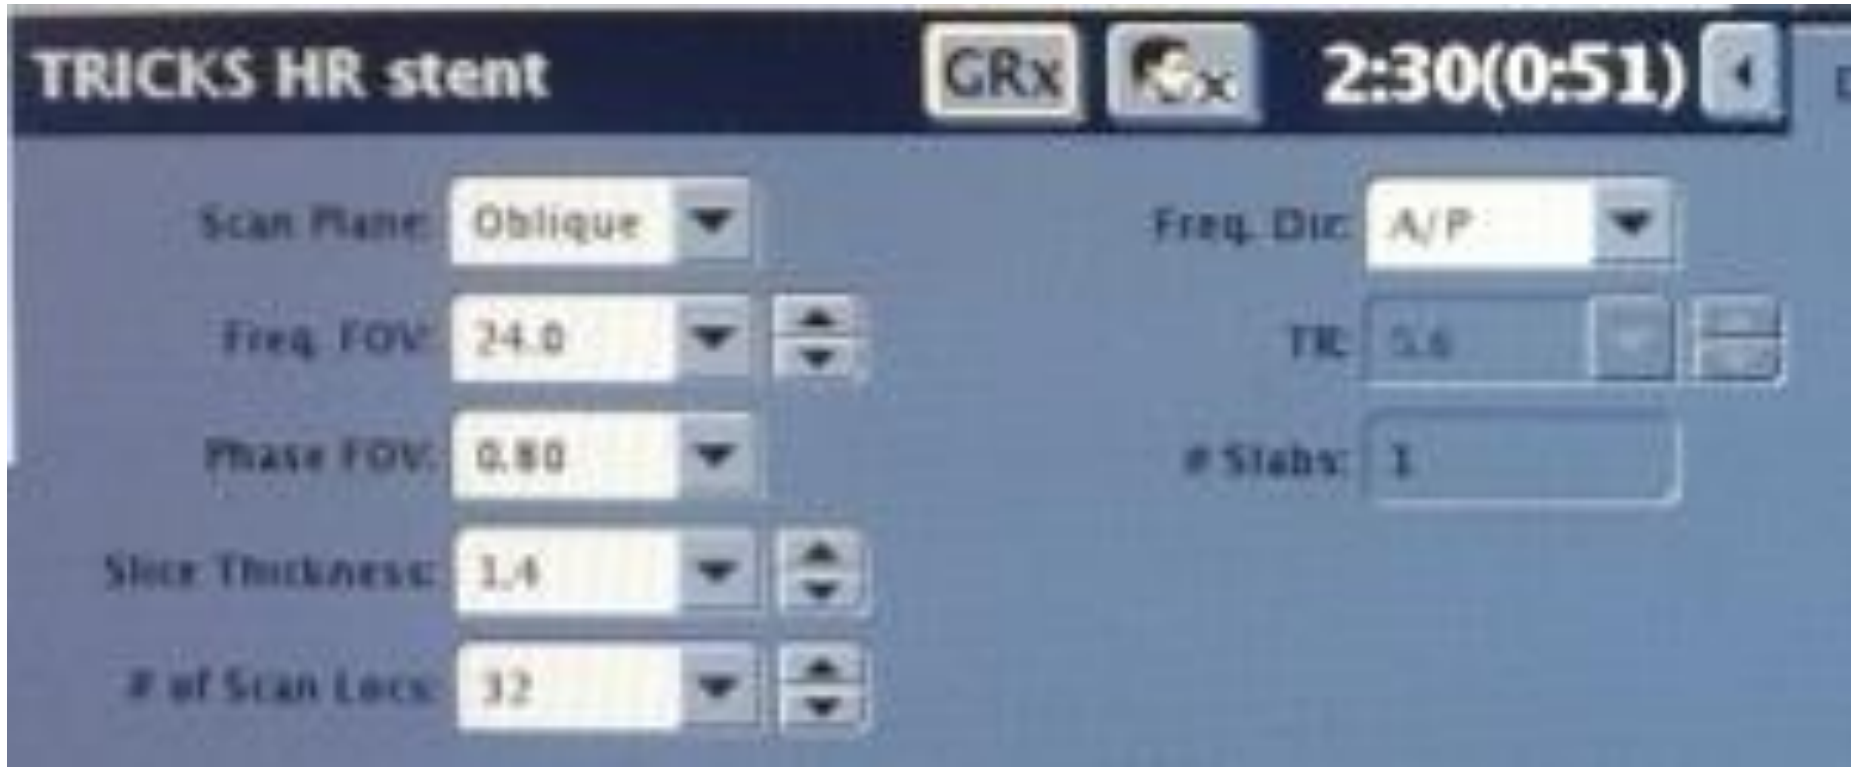 TRICKS HR stent GRx x 2:30(0:51)
Scan Plane: Oblique Freq. Dir: A/P
Freq. FOV: 24.0 TR: 5.6
Phase FOV: 0.80 # Slabs: 1
Slice Thickness: 1.4
# of Scan Locs: 32